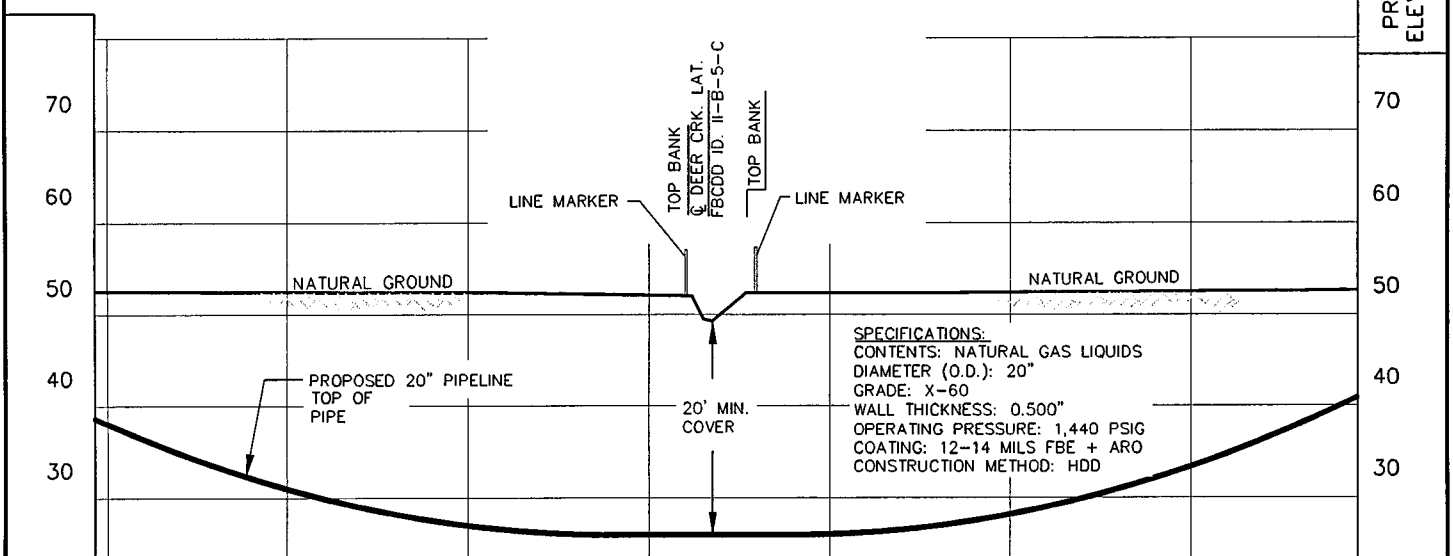 PR
ELE
70
60
50
40
30
TOP BANK
℄ DEER CRK. LAT.
FBCDD ID. II-B-5-C
TOP BANK
LINE MARKER
LINE MARKER
NATURAL GROUND
NATURAL GROUND
PROPOSED 20" PIPELINE
TOP OF
PIPE
20' MIN.
COVER
SPECIFICATIONS:
CONTENTS: NATURAL GAS LIQUIDS
DIAMETER (O.D.): 20"
GRADE: X-60
WALL THICKNESS: 0.500"
OPERATING PRESSURE: 1,440 PSIG
COATING: 12-14 MILS FBE + ARO
CONSTRUCTION METHOD: HDD
70
60
50
40
30